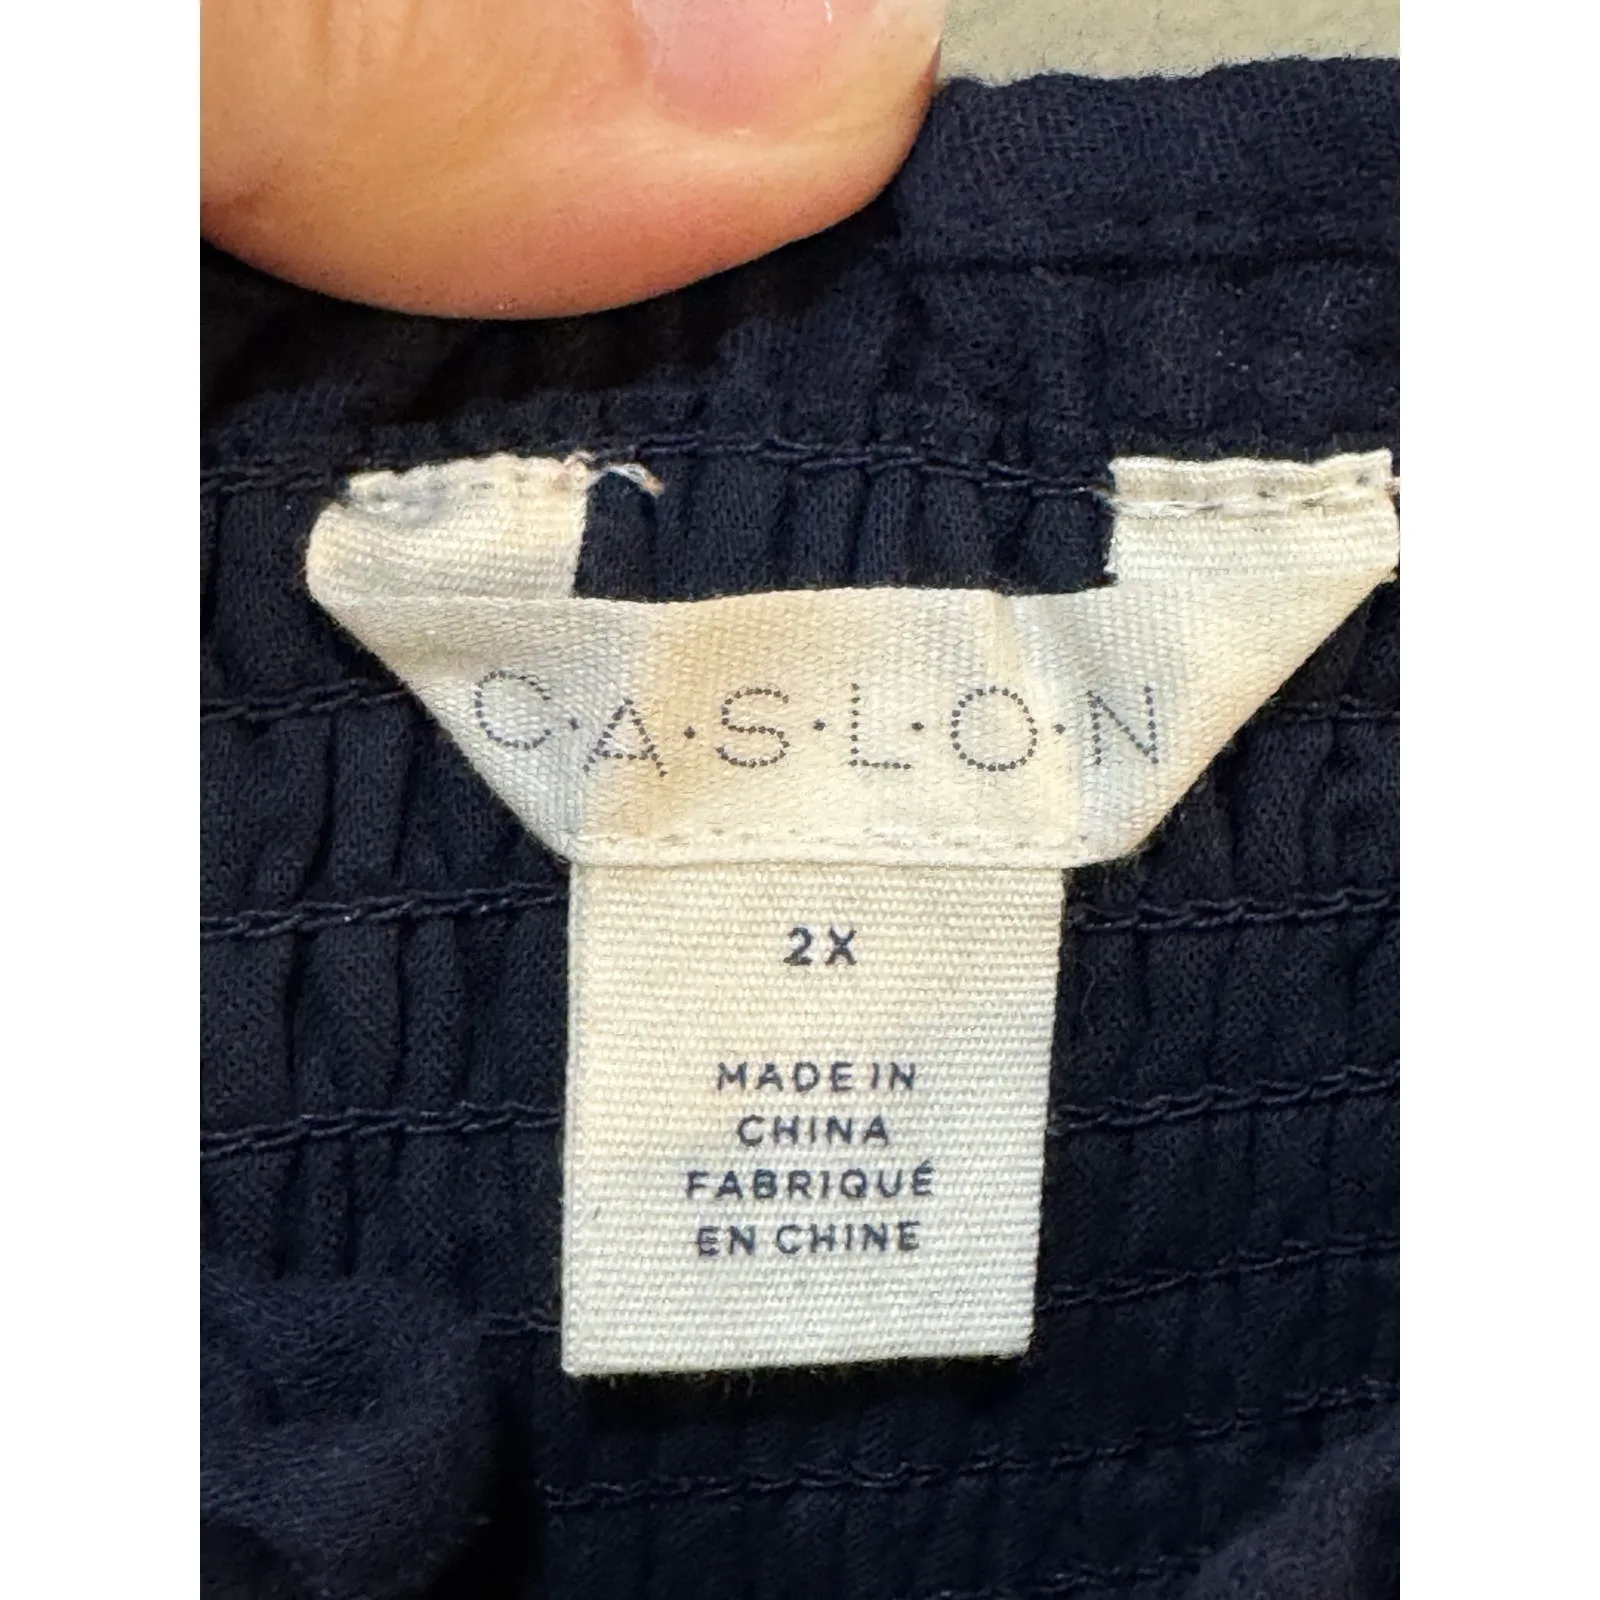 C·A·S·L·O·N
2X
MADE IN
CHINA
FABRIQUÉ
EN CHINE